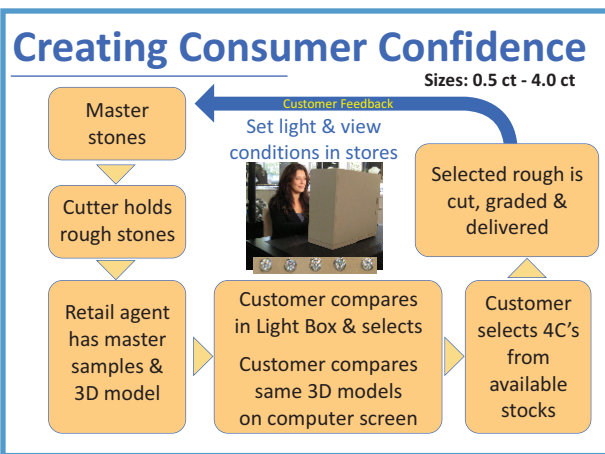 Creating Consumer Confidence
Sizes: 0.5 ct - 4.0 ct
Customer Feedback
Master
stones
Set light & view
conditions in stores
Cutter holds
rough stones
Selected rough is
cut, graded &
delivered
Retail agent
has master
samples &
3D model
Customer compares
in Light Box & selects
Customer compares
same 3D models
on computer screen
Customer
selects 4C's
from
available
stocks